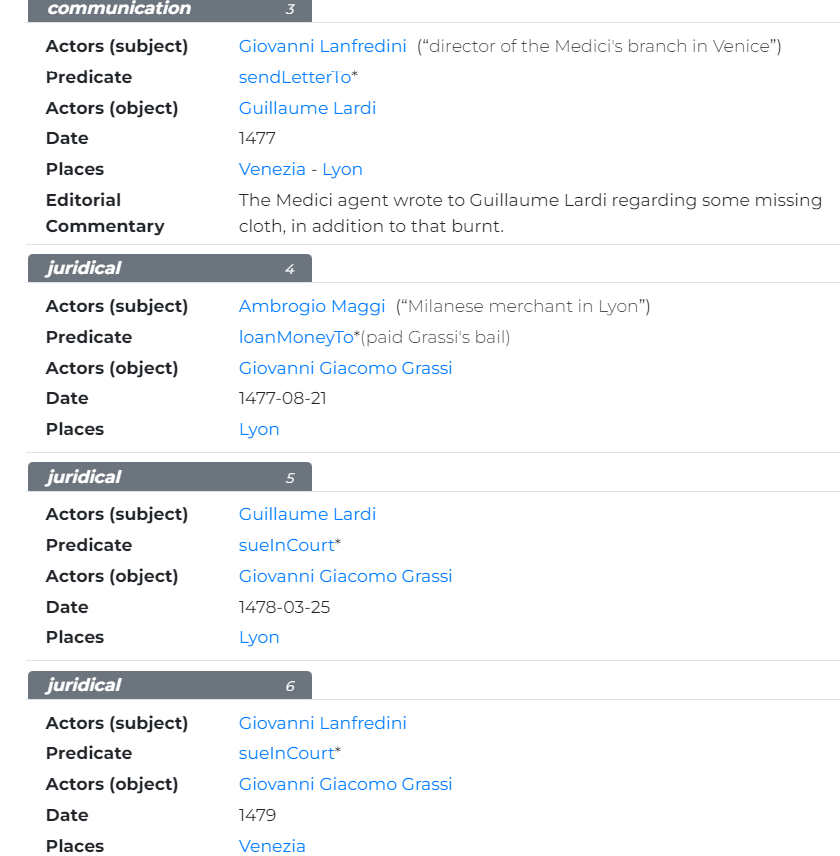 communication 3
Actors (subject) Giovanni Lanfredini (“director of the Medici's branch in Venice”)
Predicate sendLetterTo*
Actors (object) Guillaume Lardi
Date 1477
Places Venezia - Lyon
Editorial The Medici agent wrote to Guillaume Lardi regarding some missing
Commentary cloth, in addition to that burnt.
juridical 4
Actors (subject) Ambrogio Maggi (“Milanese merchant in Lyon”)
Predicate loanMoneyTo*(paid Grassi's bail)
Actors (object) Giovanni Giacomo Grassi
Date 1477-08-21
Places Lyon
juridical 5
Actors (subject) Guillaume Lardi
Predicate sueInCourt*
Actors (object) Giovanni Giacomo Grassi
Date 1478-03-25
Places Lyon
juridical 6
Actors (subject) Giovanni Lanfredini
Predicate sueInCourt*
Actors (object) Giovanni Giacomo Grassi
Date 1479
Places Venezia